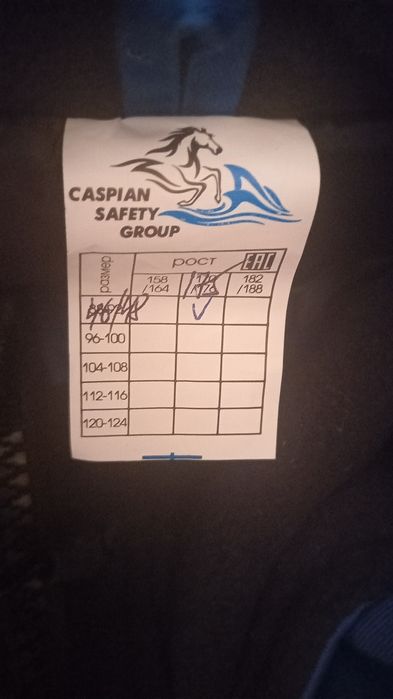 CASPIAN
SAFETY
GROUP
размер
рост
EAC
158
/164
182
/188
96-100
104-108
112-116
120-124